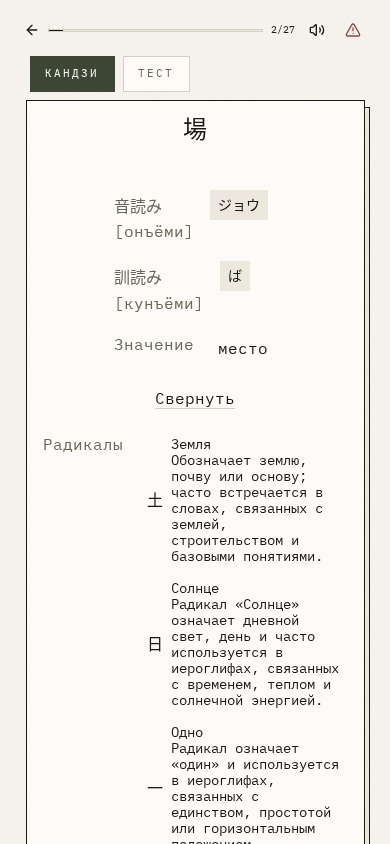 2/27
КАНДЗИ
ТЕСТ
場
音読み ジョウ
[онъёми]
訓読み ば
[кунъёми]
Значение место
Свернуть
Радикалы
土
Земля
Обозначает землю,
почву или основу;
часто встречается в
словах, связанных с
землей,
строительством и
базовыми понятиями.
日
Солнце
Радикал «Солнце»
означает дневной
свет, день и часто
используется в
иероглифах, связанных
с временем, теплом и
солнечной энергией.
一
Одно
Радикал означает
«один» и используется
в иероглифах,
связанных с
единством, простотой
или горизонтальным